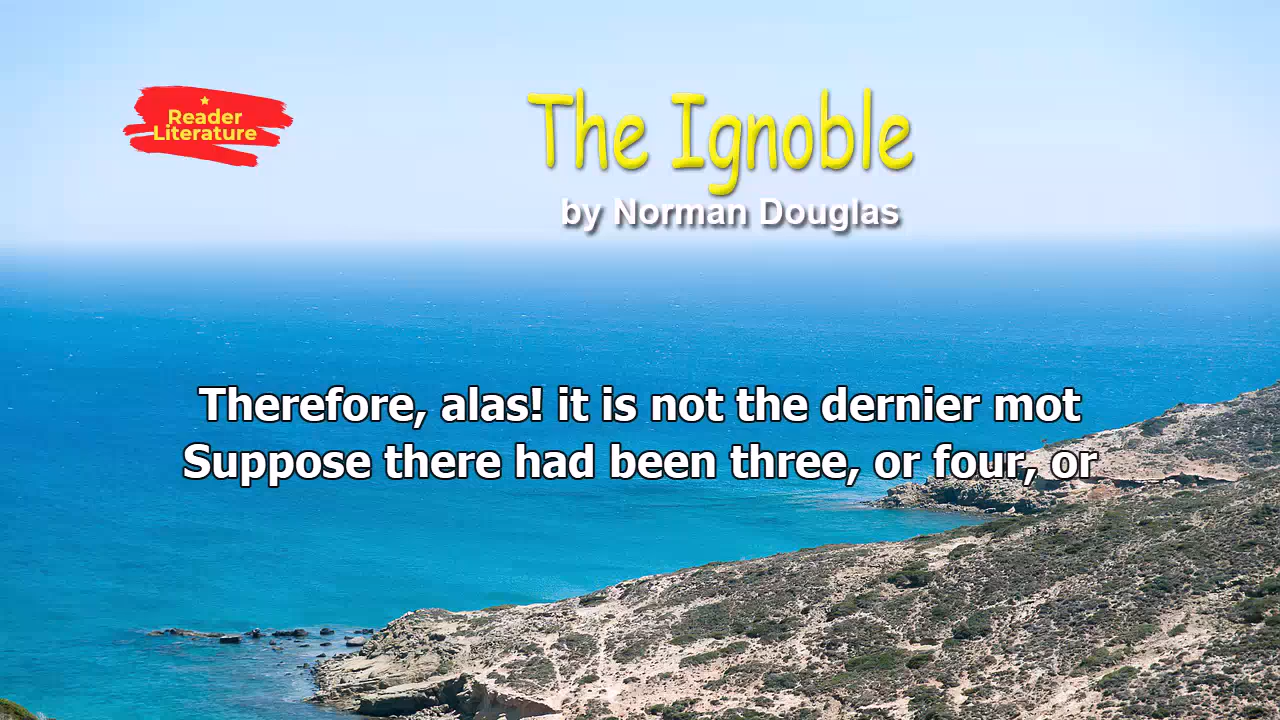 Reader
Literature
The Ignoble
by Norman Douglas
Therefore, alas! it is not the dernier mot
Suppose there had been three, or four, or